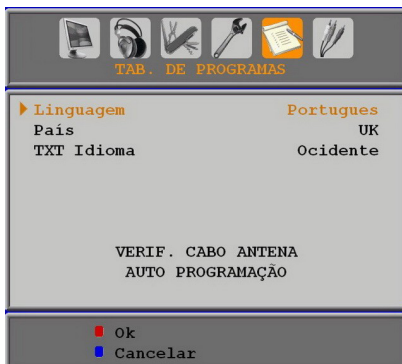 TAB. DE PROGRAMAS
Linguagem Portugues
País UK
TXT Idioma Ocidente
VERIF. CABO ANTENA
AUTO PROGRAMAÇÃO
Ok
Cancelar